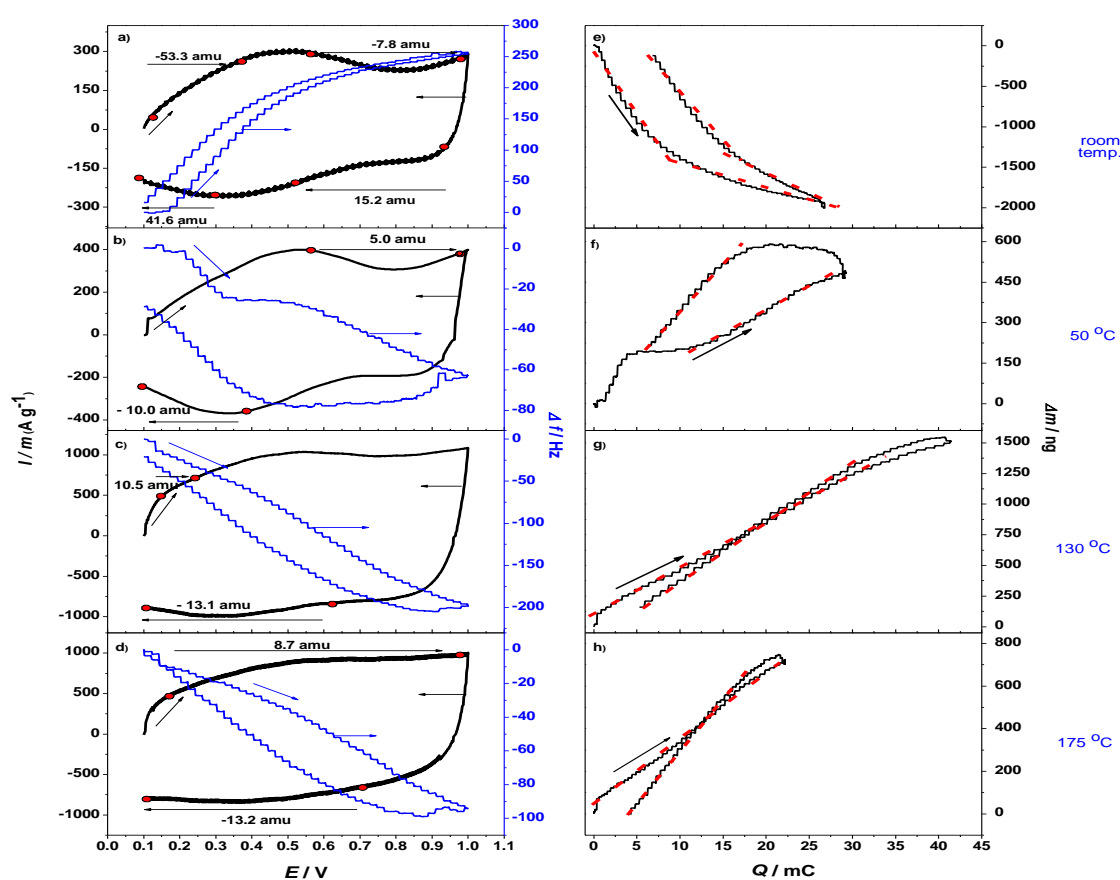 a)
-53.3 amu
-7.8 amu
15.2 amu
41.6 amu
300
150
0
-150
-300
300
250
200
150
100
50
0
b)
5.0 amu
- 10.0 amu
400
200
0
-200
-400
0
-20
-40
-60
-80
c)
10.5 amu
- 13.1 amu
1000
500
0
-500
-1000
0
-50
-100
-150
-200
d)
8.7 amu
-13.2 amu
1000
500
0
-500
-1000
0
-20
-40
-60
-80
-100
0.0 0.1 0.2 0.3 0.4 0.5 0.6 0.7 0.8 0.9 1.0 1.1
E / V
I / m(A g⁻¹)
Δf / Hz
e)
0
-500
-1000
-1500
-2000
room
temp.
f)
600
450
300
150
0
50 °C
g)
1500
1250
1000
750
500
250
0
130 °C
h)
800
600
400
200
0
175 °C
0 5 10 15 20 25 30 35 40 45
Q / mC
Δm / ng